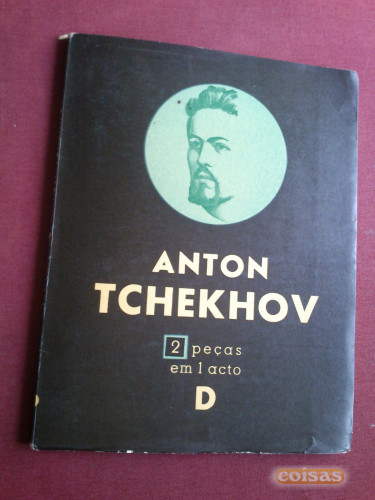 ANTON
TCHEKHOV
2 peças
em 1 acto
D
coisas